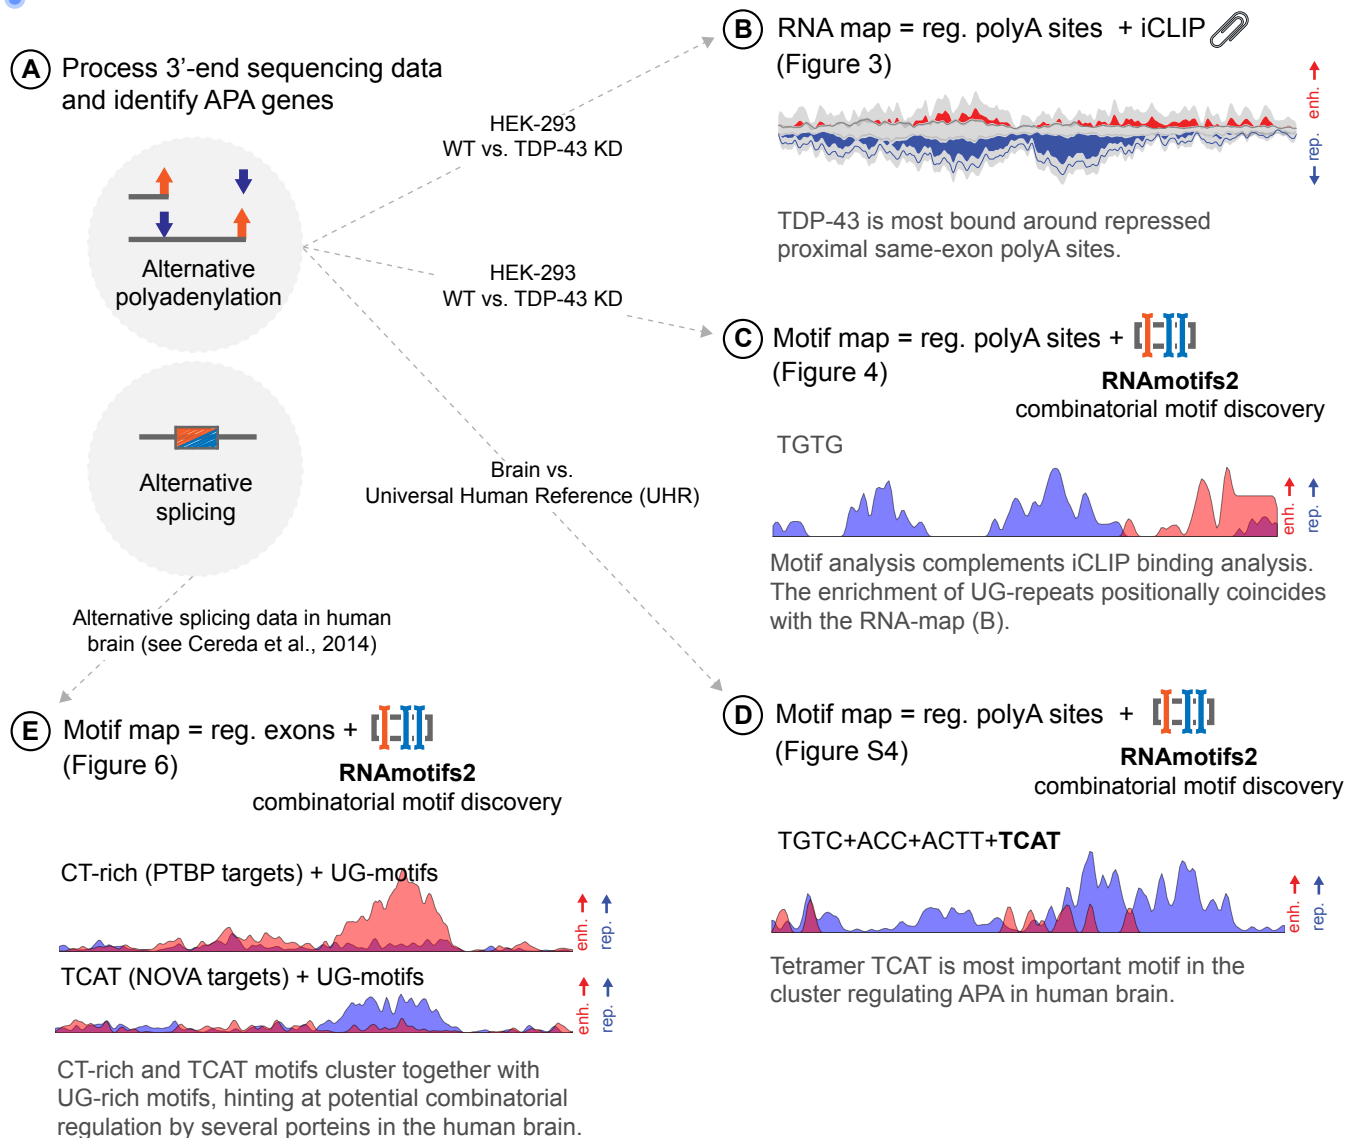 A Process 3'-end sequencing data
and identify APA genes
Alternative
polyadenylation
Alternative
splicing
HEK-293
WT vs. TDP-43 KD
HEK-293
WT vs. TDP-43 KD
Brain vs.
Universal Human Reference (UHR)
Alternative splicing data in human
brain (see Cereda et al., 2014)
B RNA map = reg. polyA sites + iCLIP
(Figure 3)
enh.
rep.
TDP-43 is most bound around repressed
proximal same-exon polyA sites.
C Motif map = reg. polyA sites +
(Figure 4)
RNAmotifs2
combinatorial motif discovery
TGTG
enh.
rep.
Motif analysis complements iCLIP binding analysis.
The enrichment of UG-repeats positionally coincides
with the RNA-map (B).
D Motif map = reg. polyA sites +
(Figure S4)
RNAmotifs2
combinatorial motif discovery
TGTC+ACC+ACTT+TCAT
enh.
rep.
Tetramer TCAT is most important motif in the
cluster regulating APA in human brain.
E Motif map = reg. exons +
(Figure 6)
RNAmotifs2
combinatorial motif discovery
CT-rich (PTBP targets) + UG-motifs
enh.
rep.
TCAT (NOVA targets) + UG-motifs
enh.
rep.
CT-rich and TCAT motifs cluster together with
UG-rich motifs, hinting at potential combinatorial
regulation by several porteins in the human brain.